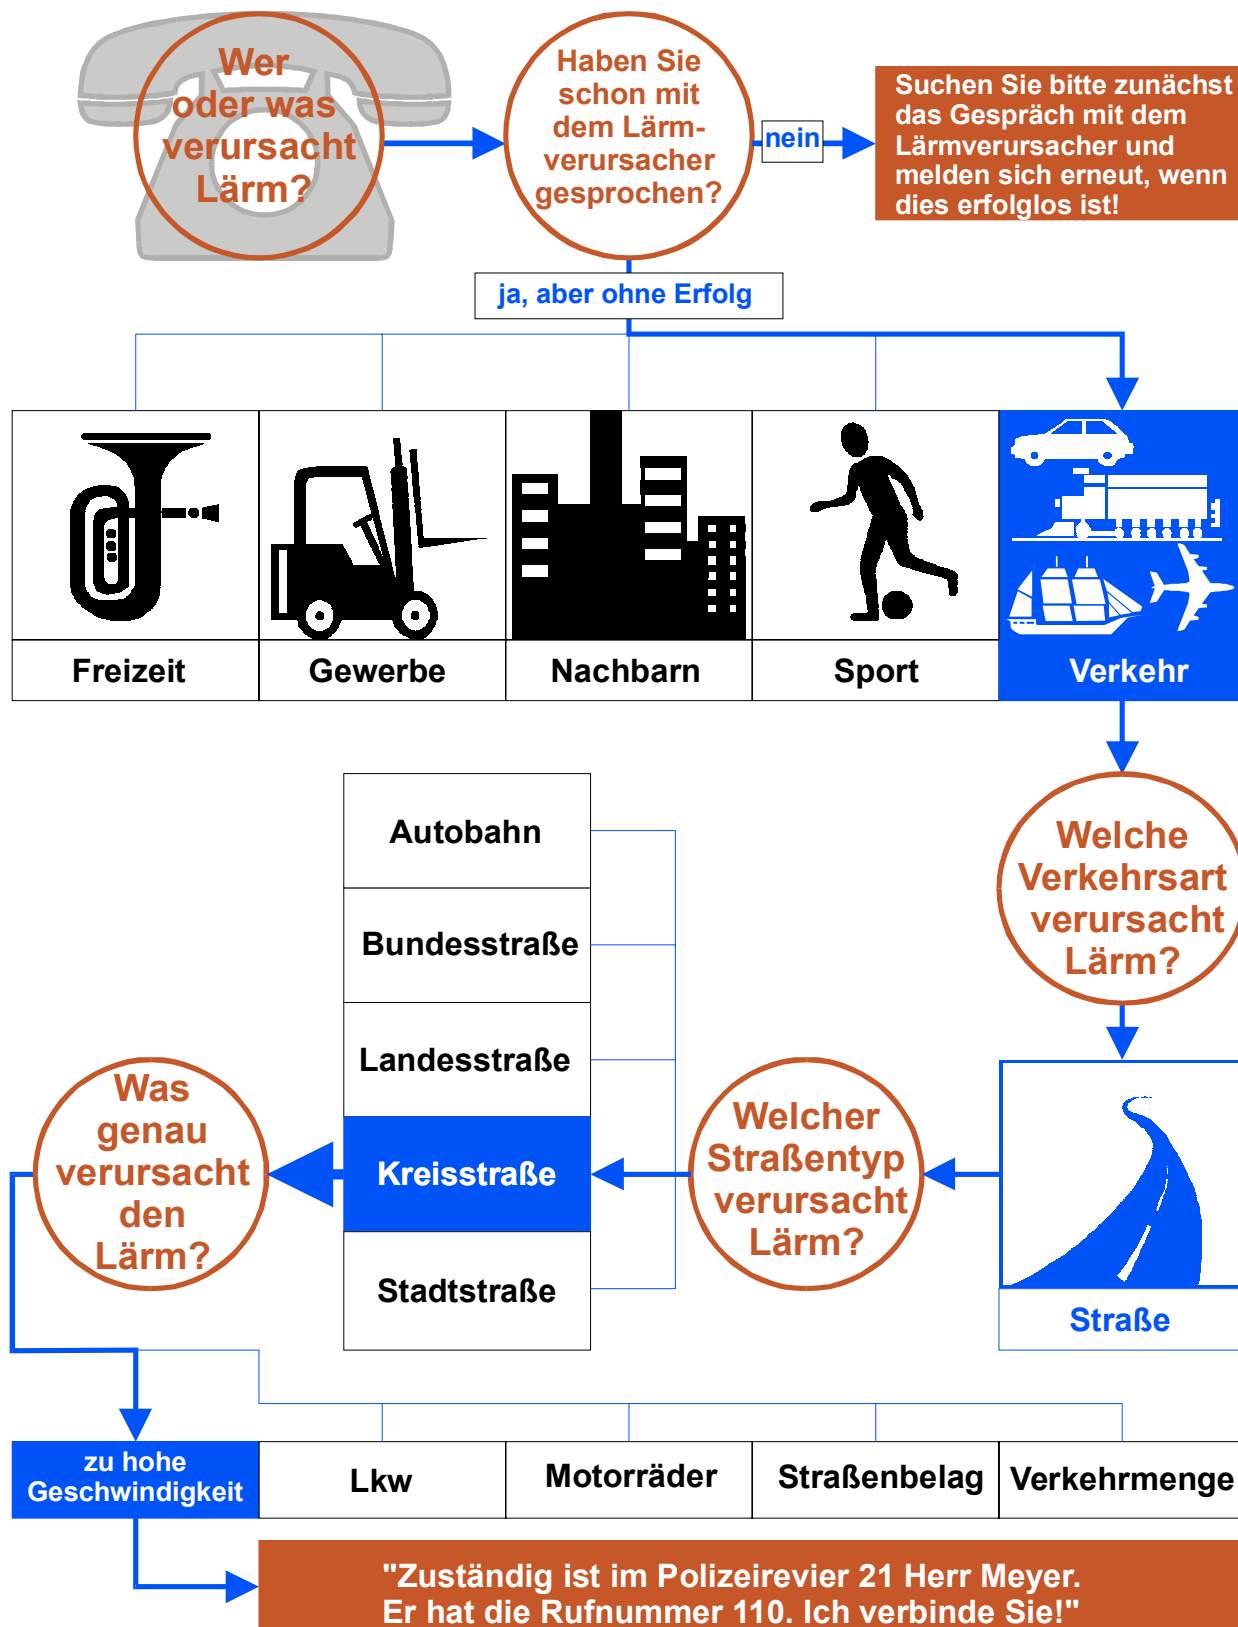 Wer
oder was
verursacht
Lärm?
Haben Sie
schon mit
dem Lärm-
verursacher
gesprochen?
nein
Suchen Sie bitte zunächst
das Gespräch mit dem
Lärmverursacher und
melden sich erneut, wenn
dies erfolglos ist!
ja, aber ohne Erfolg
Freizeit
Gewerbe
Nachbarn
Sport
Verkehr
Welche
Verkehrsart
verursacht
Lärm?
Straße
Welcher
Straßentyp
verursacht
Lärm?
Autobahn
Bundesstraße
Landesstraße
Kreisstraße
Stadtstraße
Was
genau
verursacht
den
Lärm?
zu hohe
Geschwindigkeit
Lkw
Motorräder
Straßenbelag
Verkehrmenge
"Zuständig ist im Polizeirevier 21 Herr Meyer.
Er hat die Rufnummer 110. Ich verbinde Sie!"